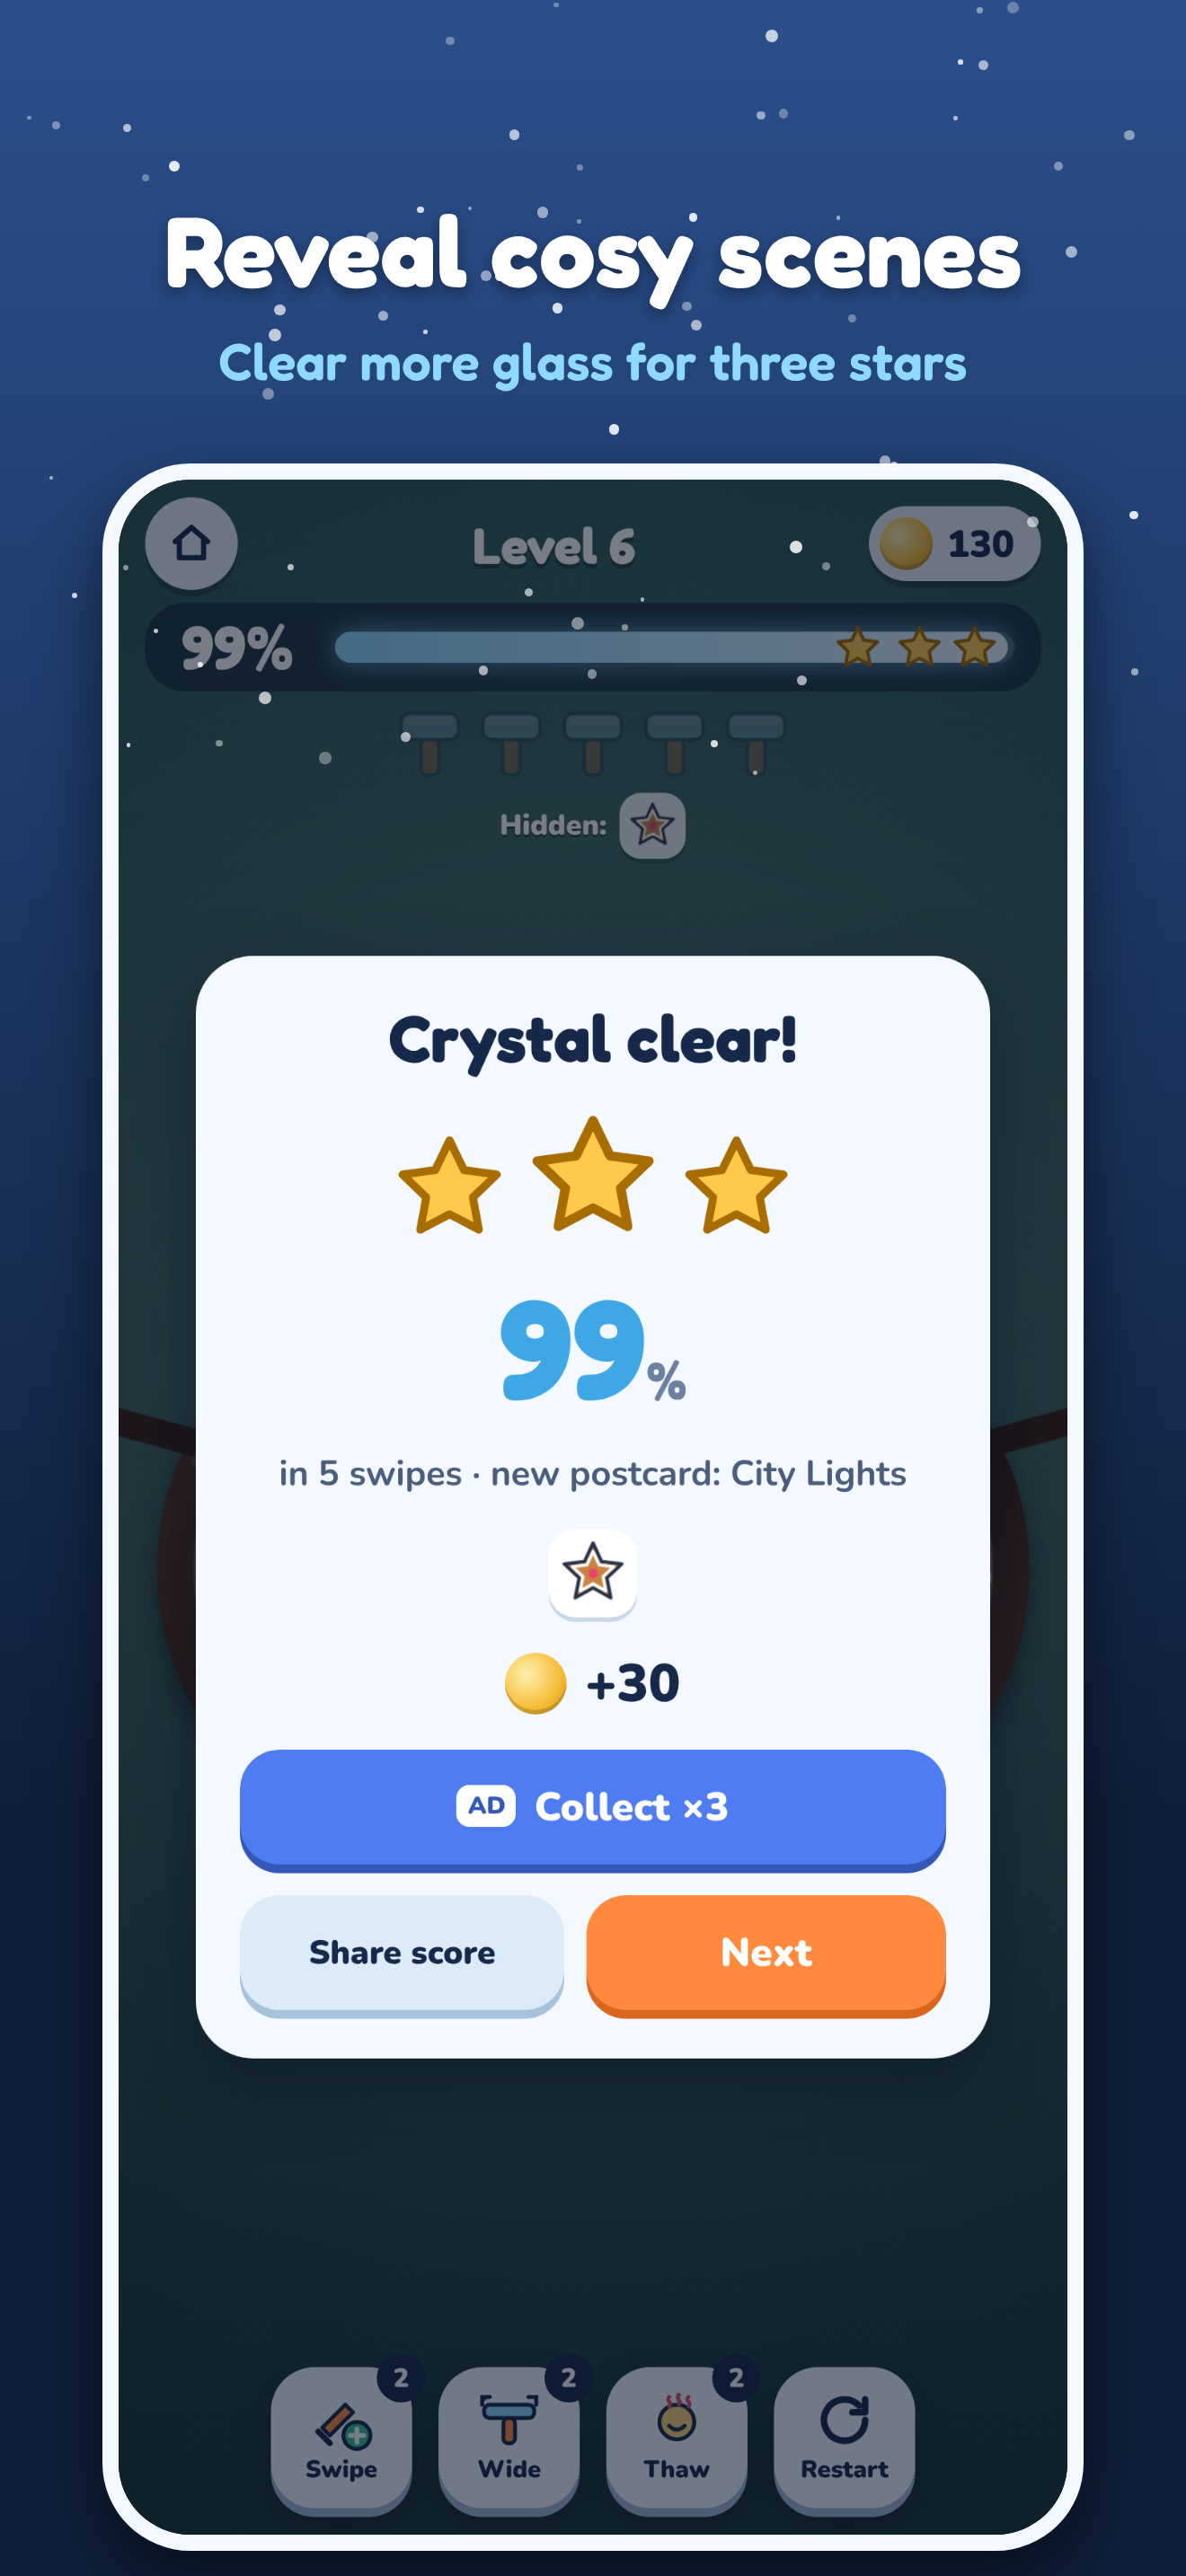 Reveal cosy scenes
Clear more glass for three stars
Level 6
130
99%
Hidden:
Crystal clear!
99%
in 5 swipes · new postcard: City Lights
+30
AD Collect ×3
Share score
Next
2
2
2
Swipe
Wide
Thaw
Restart